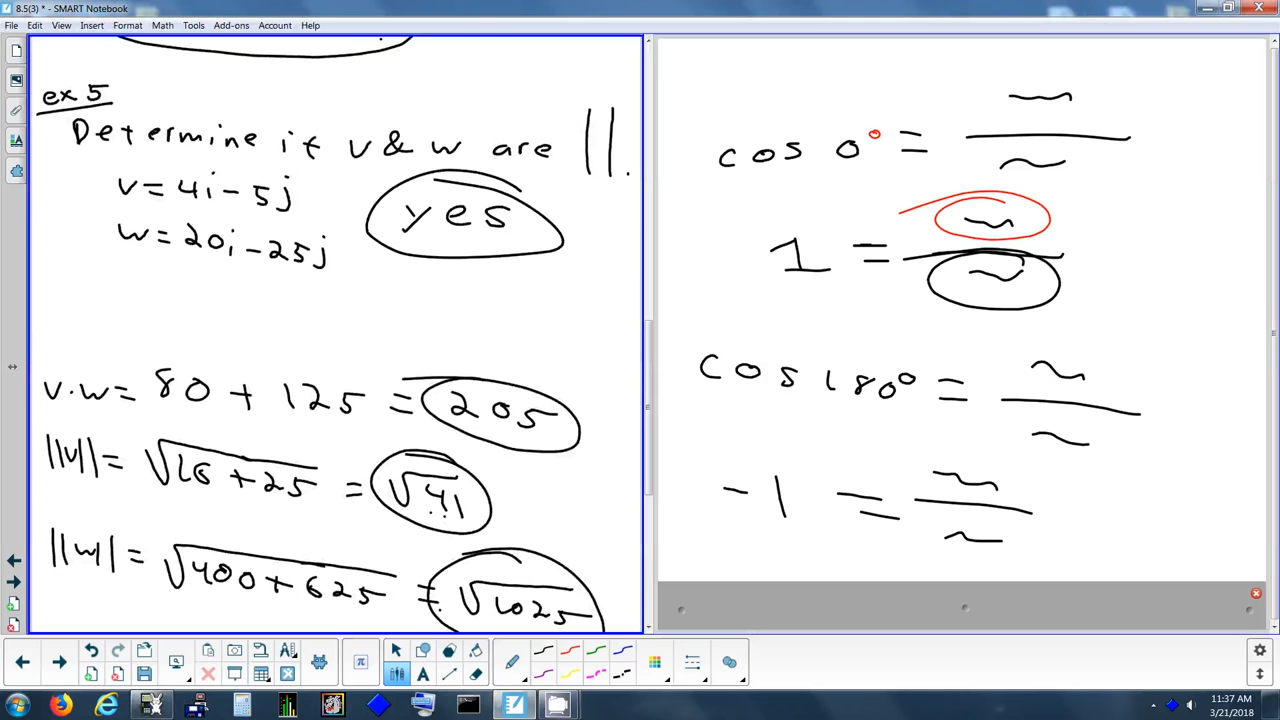 8.5(3) * - SMART Notebook
File Edit View Insert Format Math Tools Add-ons Account Help
ex 5
Determine if v & w are ||.
v = 4i - 5j
w = 20i - 25j
yes
v.w = 80 + 125 = 205
||v|| = √16 + 25 = √41
||w|| = √400 + 625 = √1025
cos 0° = ~/~
1 = ~/~
cos 180° = ~/~
-1 = ~/~
11:37 AM
3/21/2018